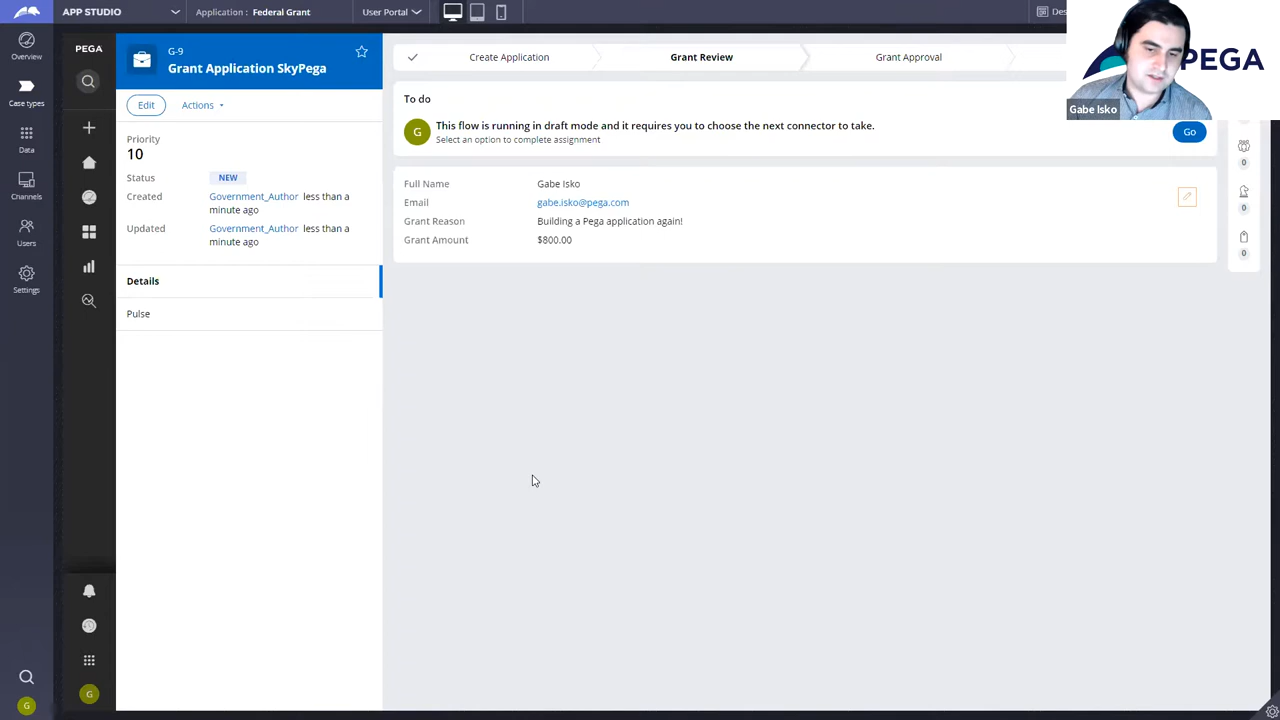 APP STUDIO
Application : Federal Grant
User Portal
Des
PEGA
Gabe Isko
Overview
Case types
Data
Channels
Users
Settings
PEGA
G-9
Grant Application SkyPega
Edit
Actions
Priority
10
Status NEW
Created Government_Author less than a
minute ago
Updated Government_Author less than a
minute ago
Details
Pulse
Create Application
Grant Review
Grant Approval
To do
G
This flow is running in draft mode and it requires you to choose the next connector to take.
Select an option to complete assignment
Go
Full Name Gabe Isko
Email gabe.isko@pega.com
Grant Reason Building a Pega application again!
Grant Amount $800.00
0
0
0
G
G